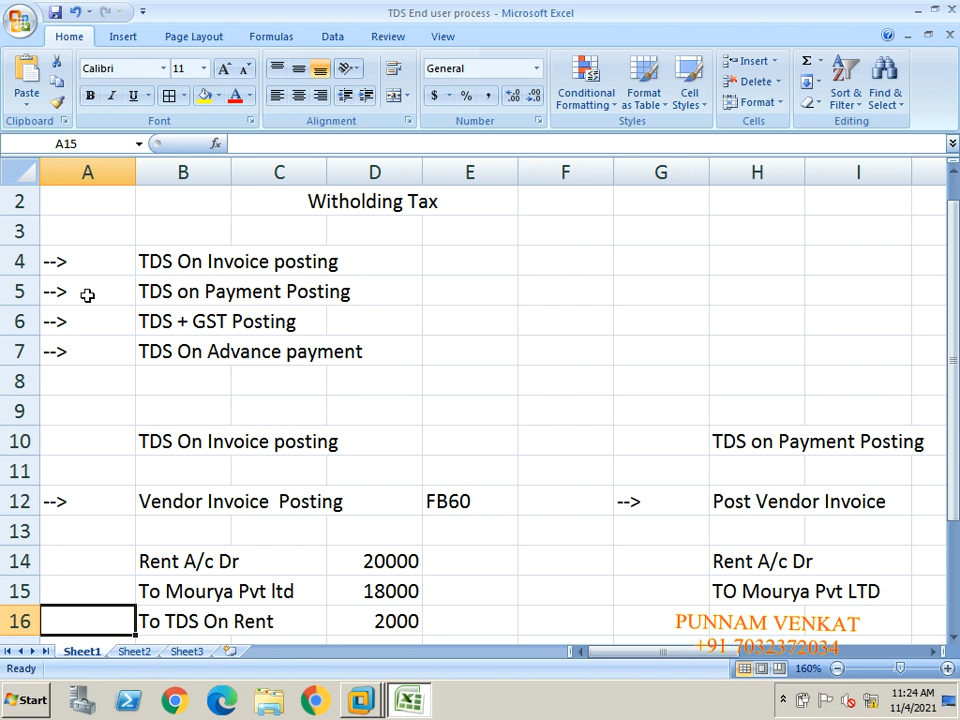 TDS End user process - Microsoft Excel
Home Insert Page Layout Formulas Data Review View
Paste Calibri 11 General Conditional Formatting Format as Table Cell Styles Insert Delete Format Sort & Filter Find & Select
Clipboard Font Alignment Number Styles Cells Editing
A15 fx
A B C D E F G H I
2 Witholding Tax
3
4 --> TDS On Invoice posting
5 --> TDS on Payment Posting
6 --> TDS + GST Posting
7 --> TDS On Advance payment
8
9
10 TDS On Invoice posting TDS on Payment Posting
11
12 --> Vendor Invoice Posting FB60 --> Post Vendor Invoice
13
14 Rent A/c Dr 20000 Rent A/c Dr
15 To Mourya Pvt ltd 18000 TO Mourya Pvt LTD
16 To TDS On Rent 2000
PUNNAM VENKAT
+91 7032372034
Sheet1 Sheet2 Sheet3
Ready 160%
Start 11:24 AM
11/4/2021